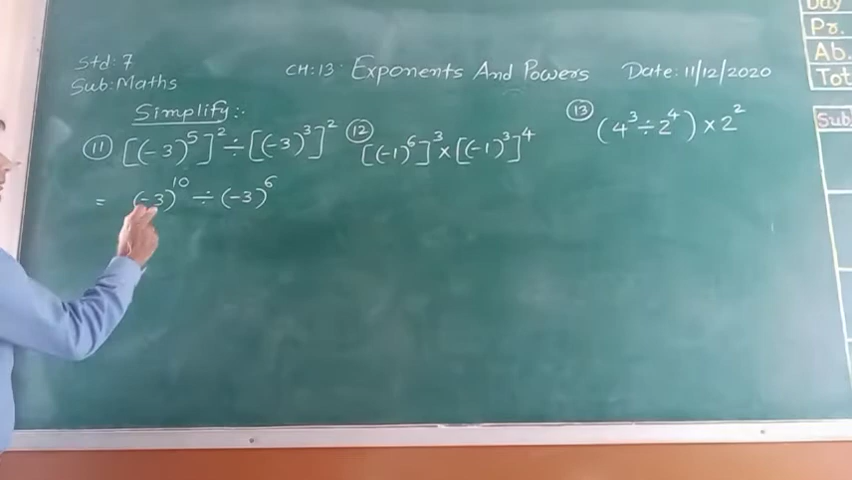 Std: 7
Sub: Maths
CH: 13: Exponents And Powers
Date: 11/12/2020
Simplify:-
⑪ [(-3)⁵]² ÷ [(-3)³]²
= (-3)¹⁰ ÷ (-3)⁶
⑫ [(-1)⁶]³ × [(-1)³]⁴
⑬ (4³ ÷ 2⁴) × 2²
Day
Pr.
Ab.
Tot
Sub